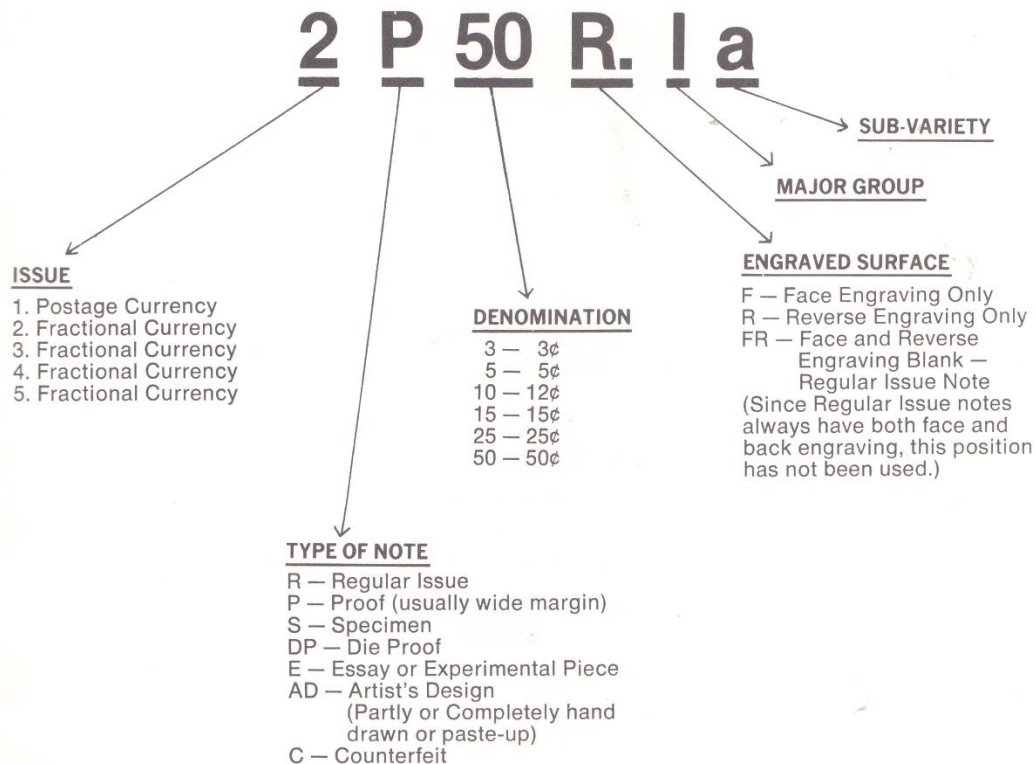 2 P 50 R. I a
SUB-VARIETY
MAJOR GROUP
ISSUE
1. Postage Currency
2. Fractional Currency
3. Fractional Currency
4. Fractional Currency
5. Fractional Currency
DENOMINATION
3 — 3¢
5 — 5¢
10 — 12¢
15 — 15¢
25 — 25¢
50 — 50¢
ENGRAVED SURFACE
F — Face Engraving Only
R — Reverse Engraving Only
FR — Face and Reverse
Engraving Blank —
Regular Issue Note
(Since Regular Issue notes
always have both face and
back engraving, this position
has not been used.)
TYPE OF NOTE
R — Regular Issue
P — Proof (usually wide margin)
S — Specimen
DP — Die Proof
E — Essay or Experimental Piece
AD — Artist's Design
(Partly or Completely hand
drawn or paste-up)
C — Counterfeit